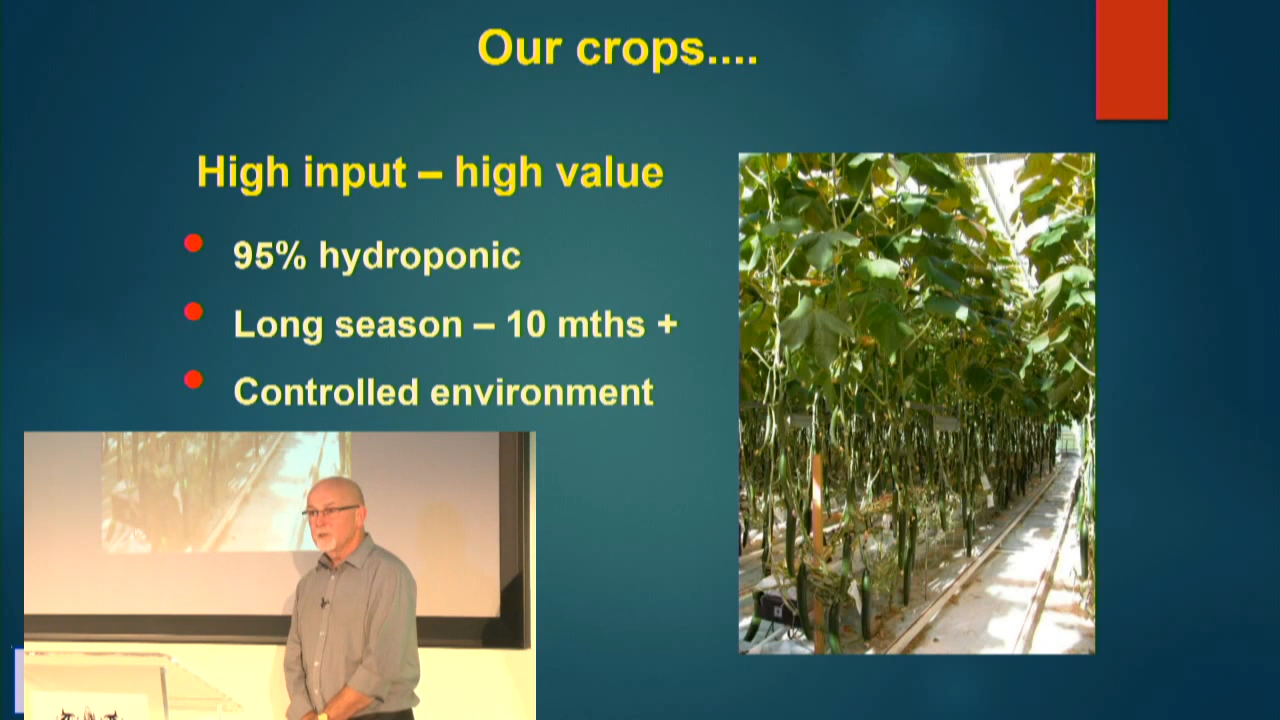 Our crops....
High input – high value
95% hydroponic
Long season – 10 mths +
Controlled environment